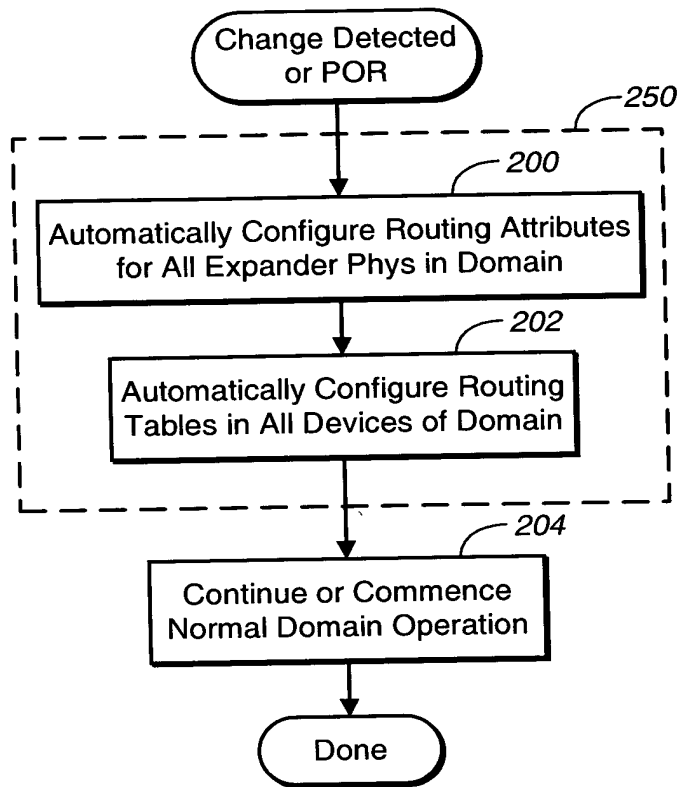 Change Detected
or POR
250
200
Automatically Configure Routing Attributes
for All Expander Phys in Domain
202
Automatically Configure Routing
Tables in All Devices of Domain
204
Continue or Commence
Normal Domain Operation
Done